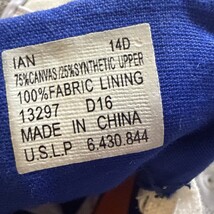 IAN 14D
75%CANVAS/25%SYNTHETIC UPPER
100%FABRIC LINING
13297 D16
MADE IN CHINA
U.S.L.P 6.430.844